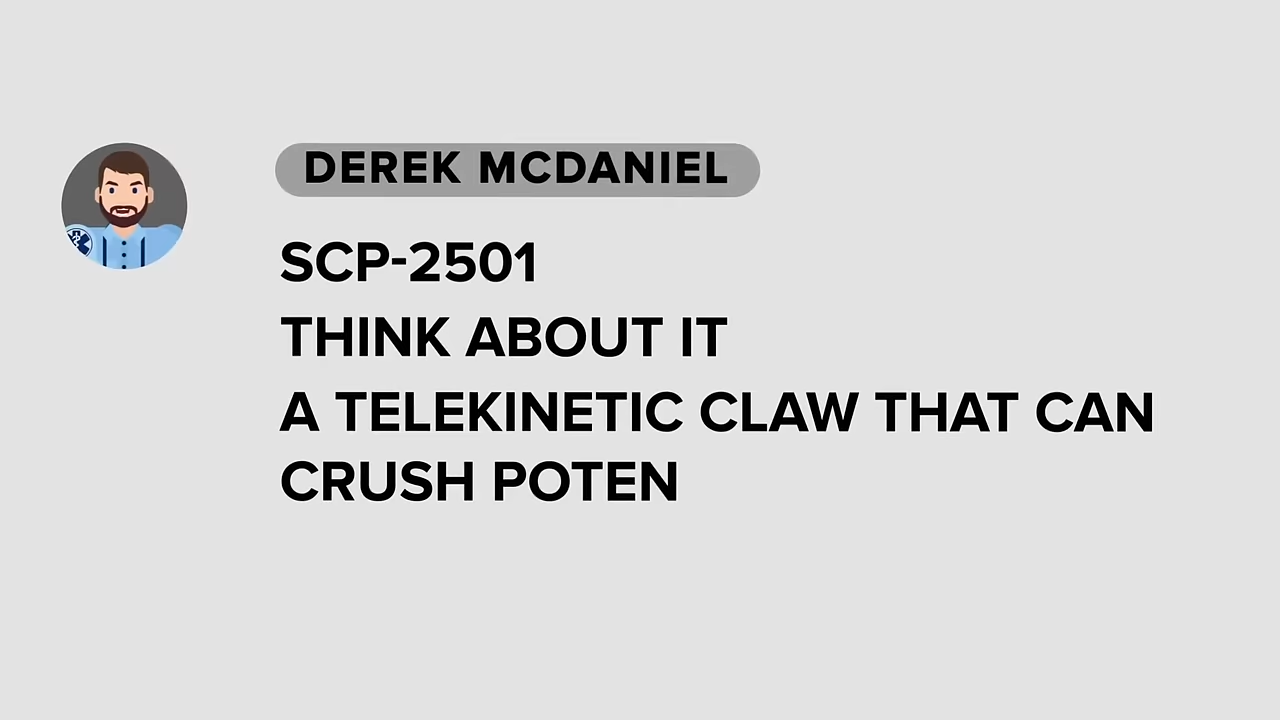 DEREK MCDANIEL
SCP-2501
THINK ABOUT IT
A TELEKINETIC CLAW THAT CAN
CRUSH POTEN